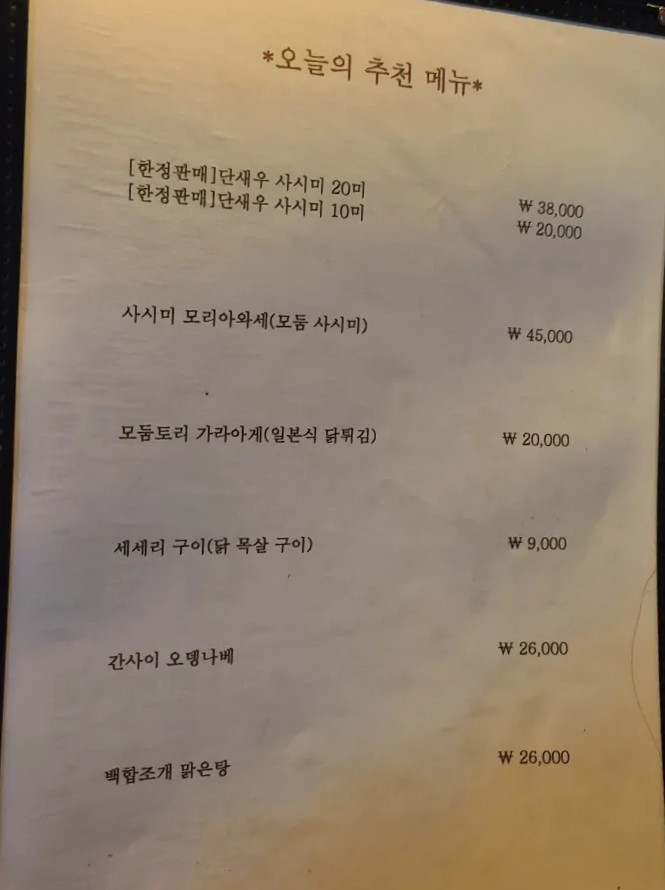 *오늘의 추천 메뉴*
[한정판매]단새우 사시미 20미 ₩ 38,000
[한정판매]단새우 사시미 10미 ₩ 20,000
사시미 모리아와세(모둠 사시미) ₩ 45,000
모둠토리 가라아게(일본식 닭튀김) ₩ 20,000
세세리 구이(닭 목살 구이) ₩ 9,000
간사이 오뎅나베 ₩ 26,000
백합조개 맑은탕 ₩ 26,000